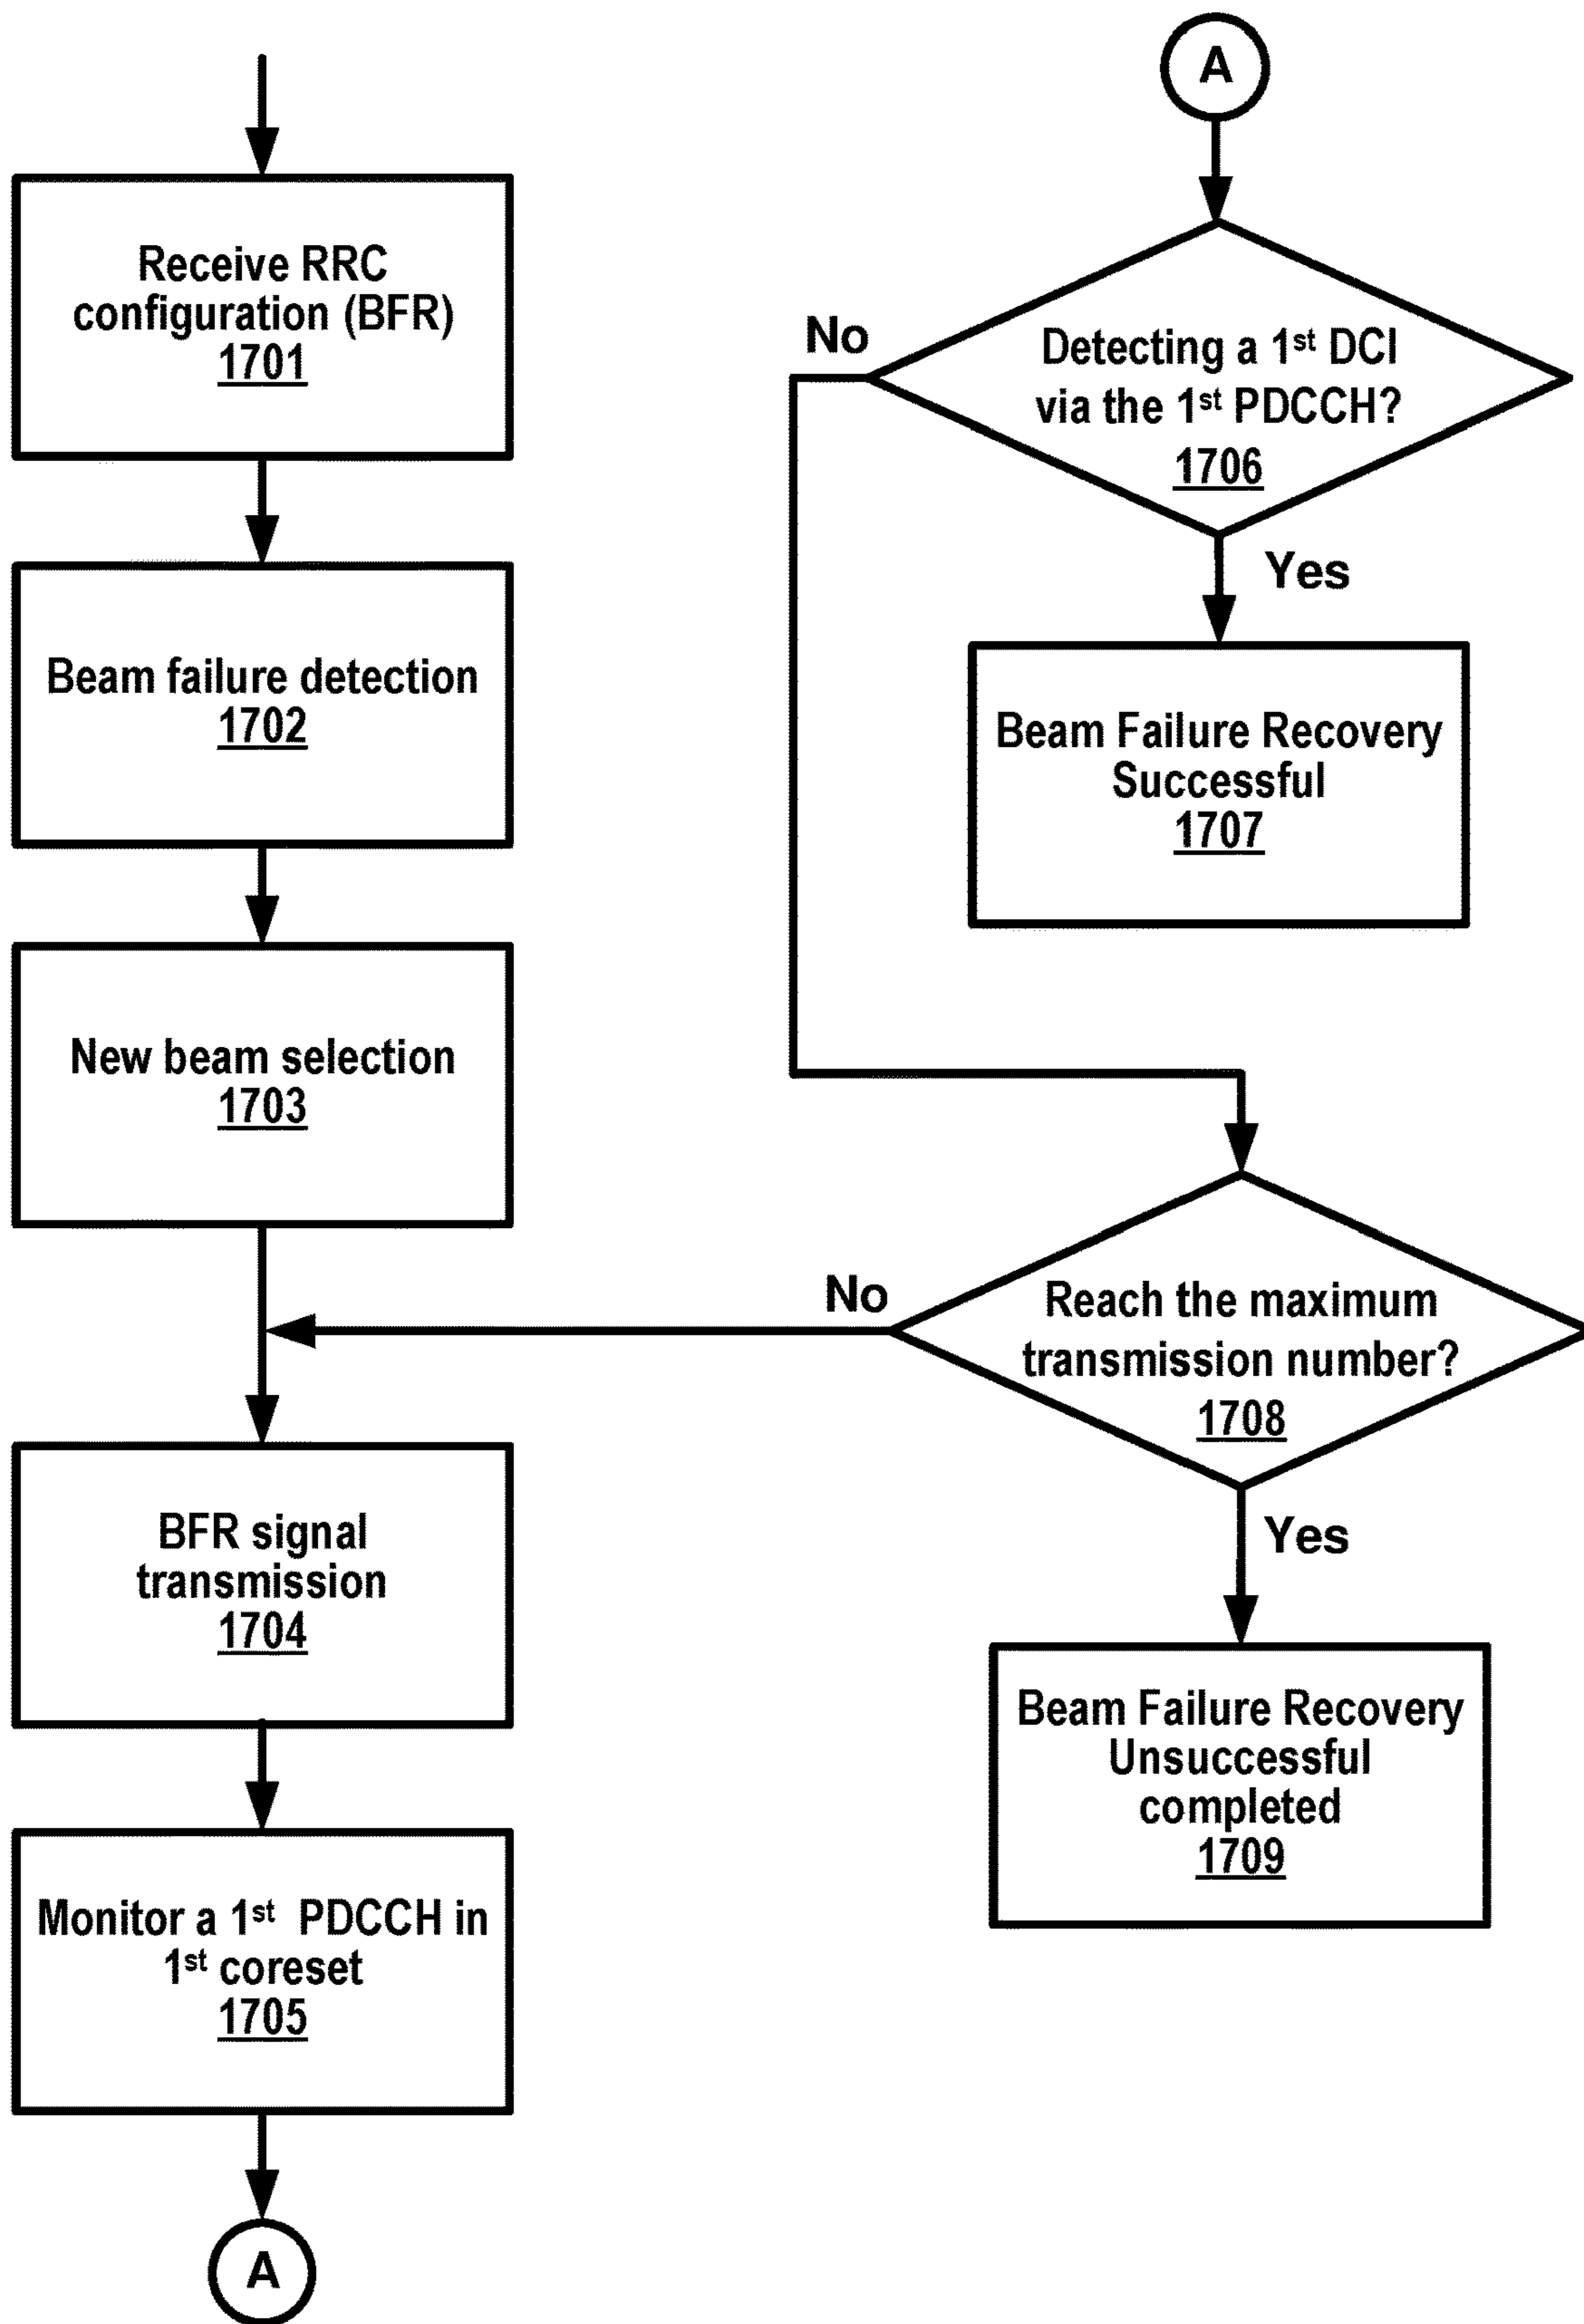 Receive RRC
configuration (BFR)
1701
Beam failure detection
1702
New beam selection
1703
BFR signal
transmission
1704
Monitor a 1st PDCCH in
1st coreset
1705
A
A
Detecting a 1st DCI
via the 1st PDCCH?
1706
No
Yes
Beam Failure Recovery
Successful
1707
Reach the maximum
transmission number?
1708
No
Yes
Beam Failure Recovery
Unsuccessful
completed
1709